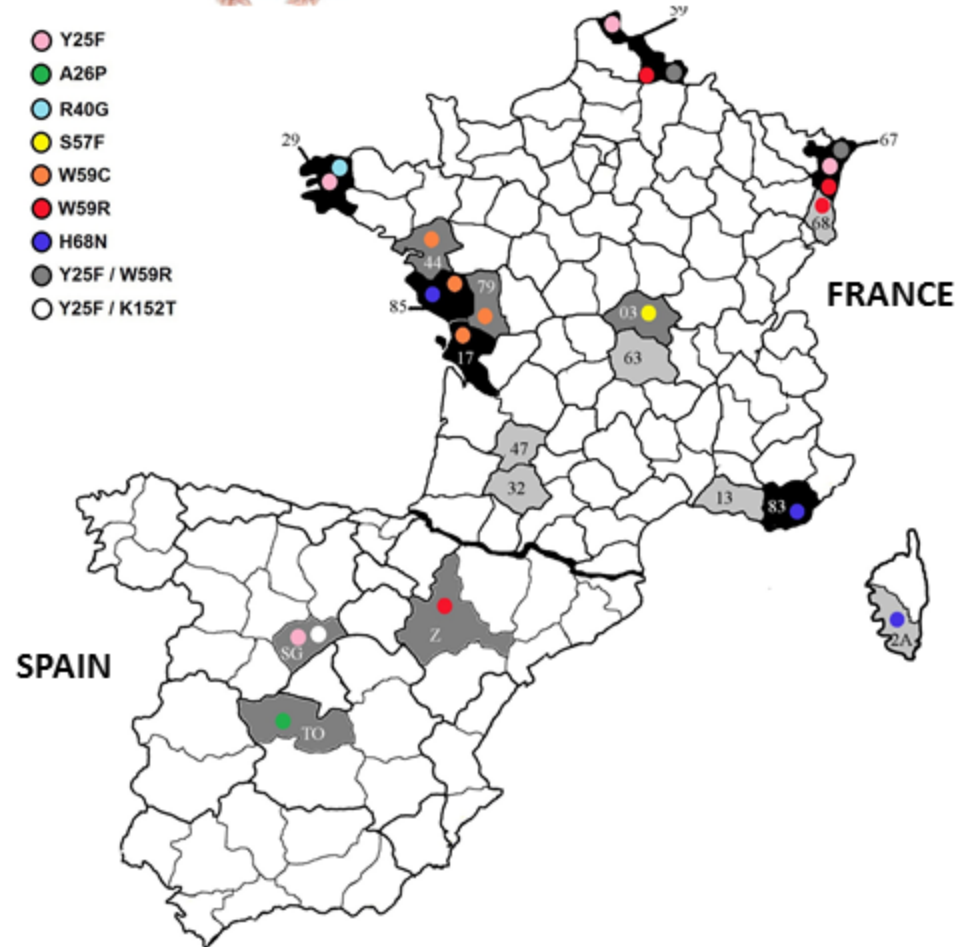 59
Y25F
A26P
R40G
S57F
W59C
W59R
H68N
Y25F / W59R
Y25F / K152T
29
67
68
44
79
85
17
03
63
FRANCE
47
32
13
83
2A
Z
SG
SPAIN
TO